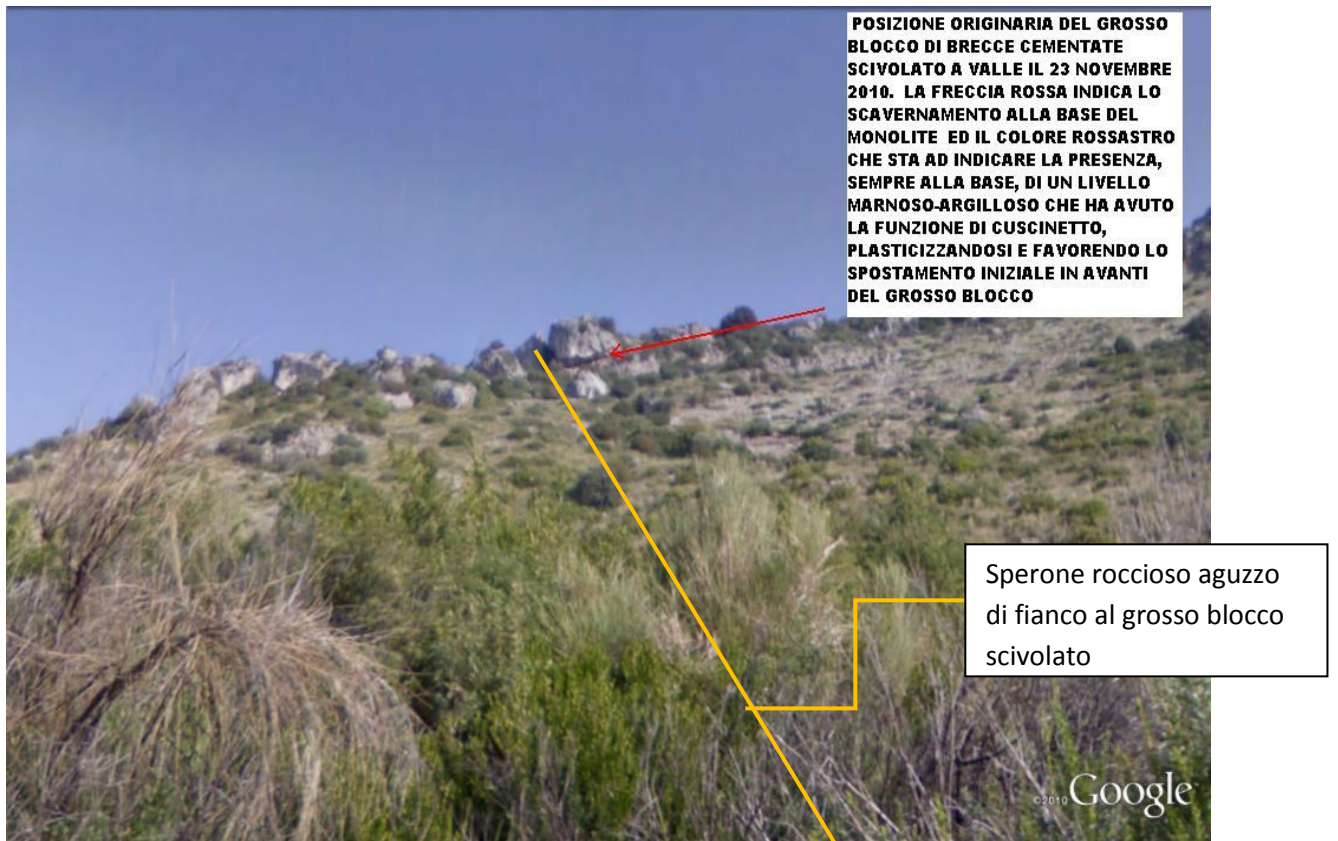 POSIZIONE ORIGINARIA DEL GROSSO
BLOCCO DI BRECCE CEMENTATE
SCIVOLATO A VALLE IL 23 NOVEMBRE
2010. LA FRECCIA ROSSA INDICA LO
SCAVERNAMENTO ALLA BASE DEL
MONOLITE ED IL COLORE ROSSASTRO
CHE STA AD INDICARE LA PRESENZA,
SEMPRE ALLA BASE, DI UN LIVELLO
MARNOSO-ARGILLOSO CHE HA AVUTO
LA FUNZIONE DI CUSCINETTO,
PLASTICIZZANDOSI E FAVORENDO LO
SPOSTAMENTO INIZIALE IN AVANTI
DEL GROSSO BLOCCO
Sperone roccioso aguzzo
di fianco al grosso blocco
scivolato
©2010 Google